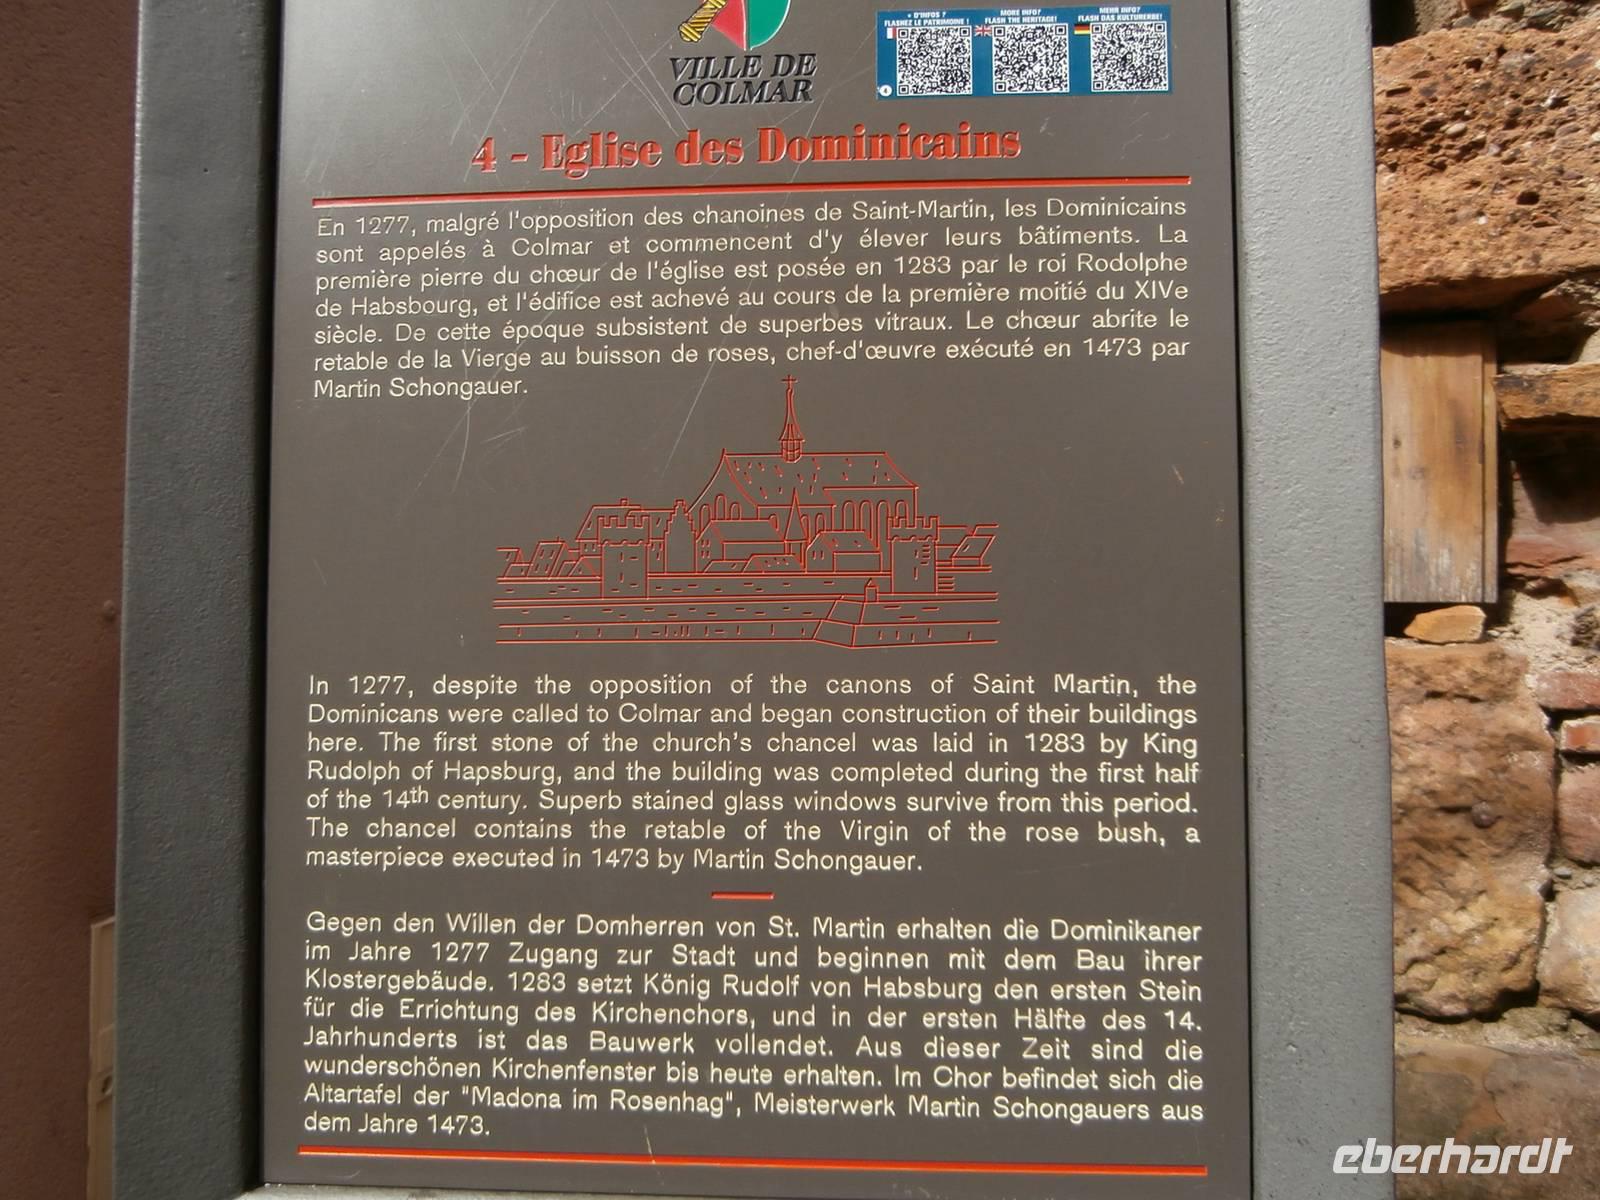 VILLE DE
COLMAR
+ D'INFOS ?
FLASHEZ LE PATRIMOINE !
MORE INFO?
FLASH THE HERITAGE!
MEHR INFO?
FLASH DAS KULTURERBE!
4
4 - Eglise des Dominicains
En 1277, malgré l'opposition des chanoines de Saint-Martin, les Dominicains
sont appelés à Colmar et commencent d'y élever leurs bâtiments. La
première pierre du chœur de l'église est posée en 1283 par le roi Rodolphe
de Habsbourg, et l'édifice est achevé au cours de la première moitié du XIVe
siècle. De cette époque subsistent de superbes vitraux. Le chœur abrite le
retable de la Vierge au buisson de roses, chef-d'œuvre exécuté en 1473 par
Martin Schongauer.
In 1277, despite the opposition of the canons of Saint Martin, the
Dominicans were called to Colmar and began construction of their buildings
here. The first stone of the church's chancel was laid in 1283 by King
Rudolph of Hapsburg, and the building was completed during the first half
of the 14th century. Superb stained glass windows survive from this period.
The chancel contains the retable of the Virgin of the rose bush, a
masterpiece executed in 1473 by Martin Schongauer.
Gegen den Willen der Domherren von St. Martin erhalten die Dominikaner
im Jahre 1277 Zugang zur Stadt und beginnen mit dem Bau ihrer
Klostergebäude. 1283 setzt König Rudolf von Habsburg den ersten Stein
für die Errichtung des Kirchenchors, und in der ersten Hälfte des 14.
Jahrhunderts ist das Bauwerk vollendet. Aus dieser Zeit sind die
wunderschönen Kirchenfenster bis heute erhalten. Im Chor befindet sich die
Altartafel der "Madona im Rosenhag", Meisterwerk Martin Schongauers aus
dem Jahre 1473.
eberhardt